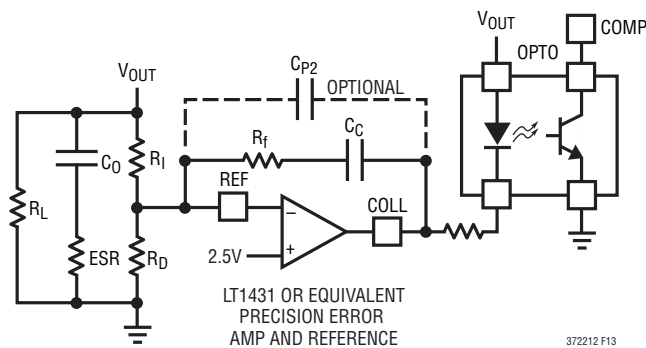 VOUT
CO
RI
RL
ESR
RD
CP2
OPTIONAL
Rf
CC
REF
COLL
−
+
2.5V
LT1431 OR EQUIVALENT
PRECISION ERROR
AMP AND REFERENCE
VOUT
OPTO
COMP
372212 F13